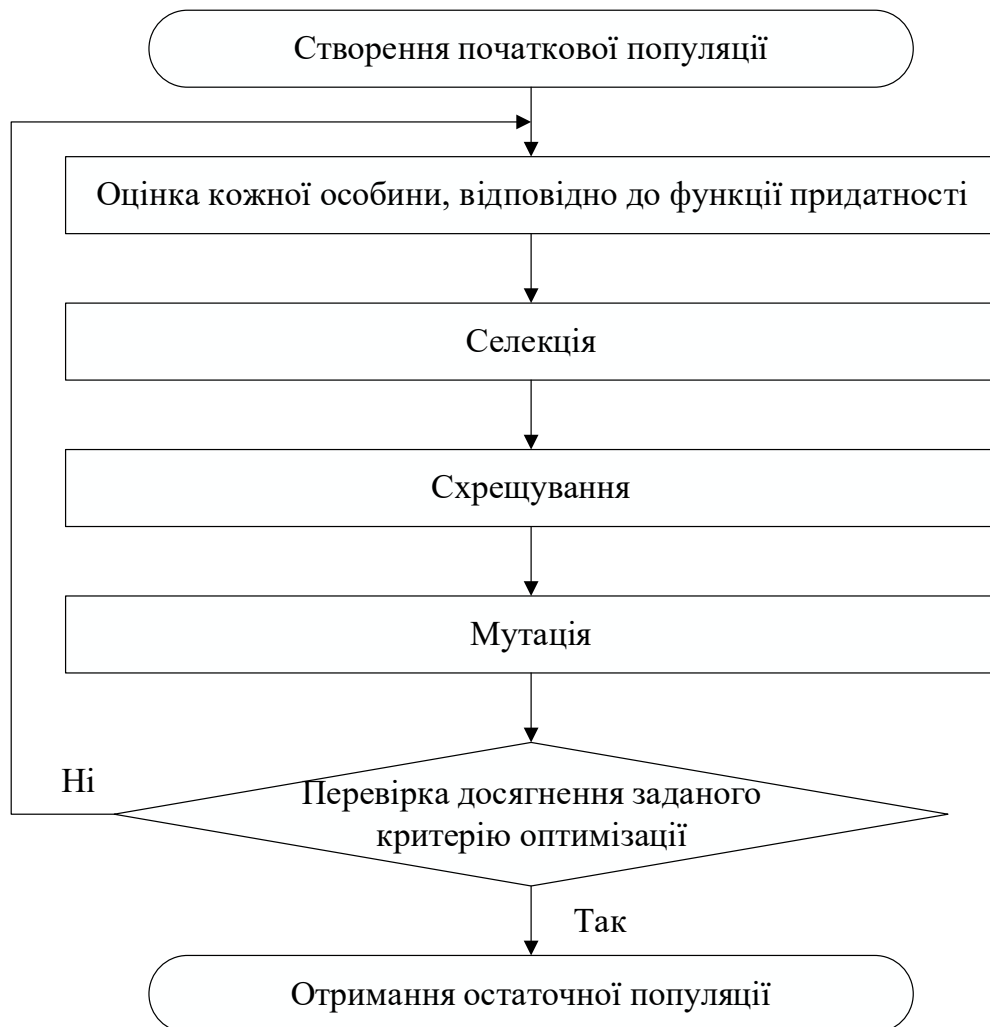 Створення початкової популяції
Оцінка кожної особини, відповідно до функції придатності
Селекція
Схрещування
Мутація
Ні
Перевірка досягнення заданого
критерію оптимізації
Так
Отримання остаточної популяції